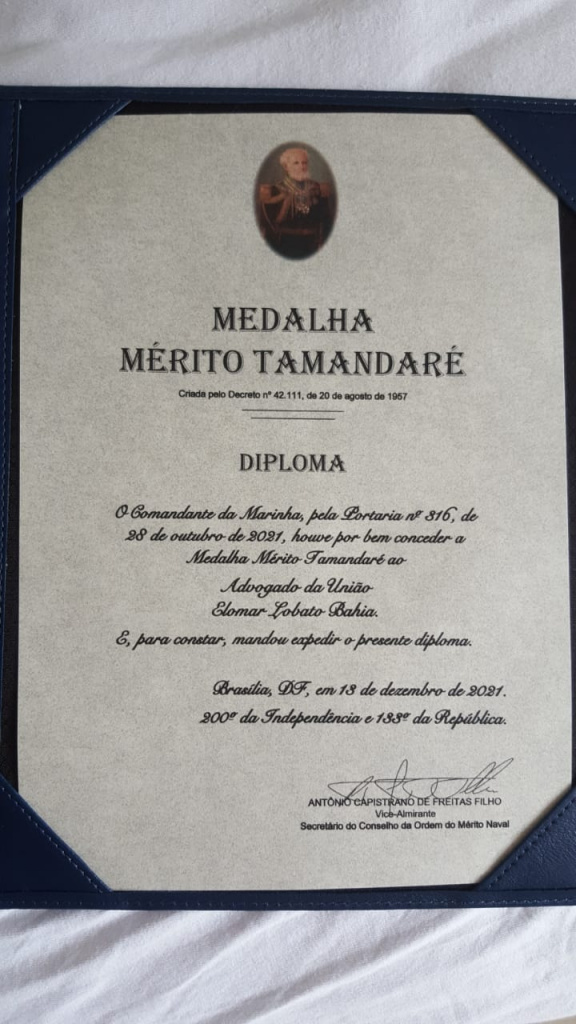 MEDALHA
MÉRITO TAMANDARÉ
Criada pelo Decreto nº 42.111, de 20 de agosto de 1957
DIPLOMA
O Comandante da Marinha, pela Portaria nº 316, de
28 de outubro de 2021, houve por bem conceder a
Medalha Mérito Tamandaré ao
Advogado da União
Elomar Lobato Bahia.
E, para constar, mandou expedir o presente diploma.
Brasília, DF, em 13 de dezembro de 2021.
200º da Independência e 133º da República.
ANTÔNIO CAPISTRANO DE FREITAS FILHO
Vice-Almirante
Secretário do Conselho da Ordem do Mérito Naval